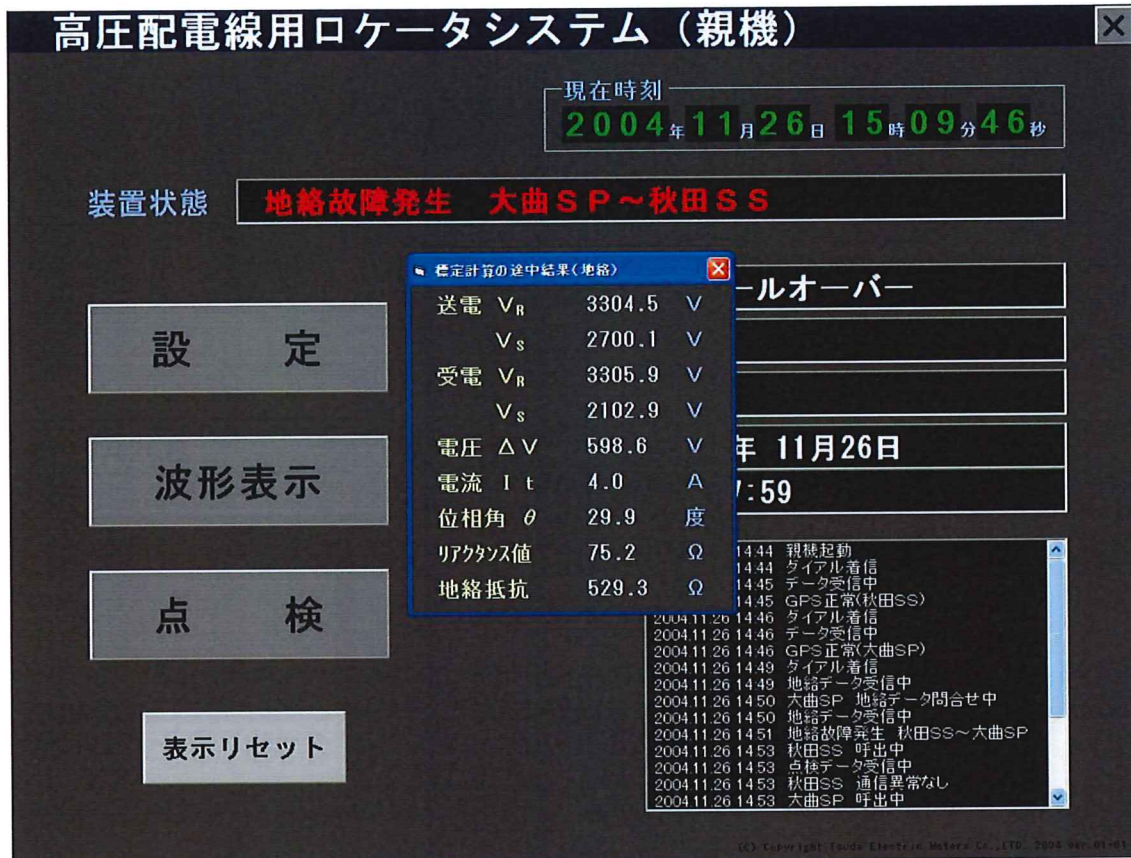 高圧配電線用ロケータシステム（親機）
現在時刻
2004年11月26日 15時09分46秒
装置状態 地絡故障発生 大曲SP～秋田SS
標定計算の途中結果(地絡)
送電 VR 3304.5 V
VS 2700.1 V
受電 VR 3305.9 V
VS 2102.9 V
電圧 ΔV 598.6 V
電流 It 4.0 A
位相角 θ 29.9 度
リアクタンス値 75.2 Ω
地絡抵抗 529.3 Ω
ールオーバー
年 11月26日
:59
設 定
波形表示
点 検
表示リセット
14:44 親機起動
14:44 ダイアル着信
14:45 データ受信中
14:45 GPS正常(秋田SS)
2004.11.26 14:46 ダイアル着信
2004.11.26 14:46 データ受信中
2004.11.26 14:46 GPS正常(大曲SP)
2004.11.26 14:49 ダイアル着信
2004.11.26 14:49 地絡データ受信中
2004.11.26 14:50 大曲SP 地絡データ問合せ中
2004.11.26 14:50 地絡データ受信中
2004.11.26 14:51 地絡故障発生 秋田SS～大曲SP
2004.11.26 14:53 秋田SS 呼出中
2004.11.26 14:53 点検データ受信中
2004.11.26 14:53 秋田SS 通信異常なし
2004.11.26 14:53 大曲SP 呼出中
(C) Copyright Tsuda Electric Meters Co.,LTD. 2004 ver.01-01